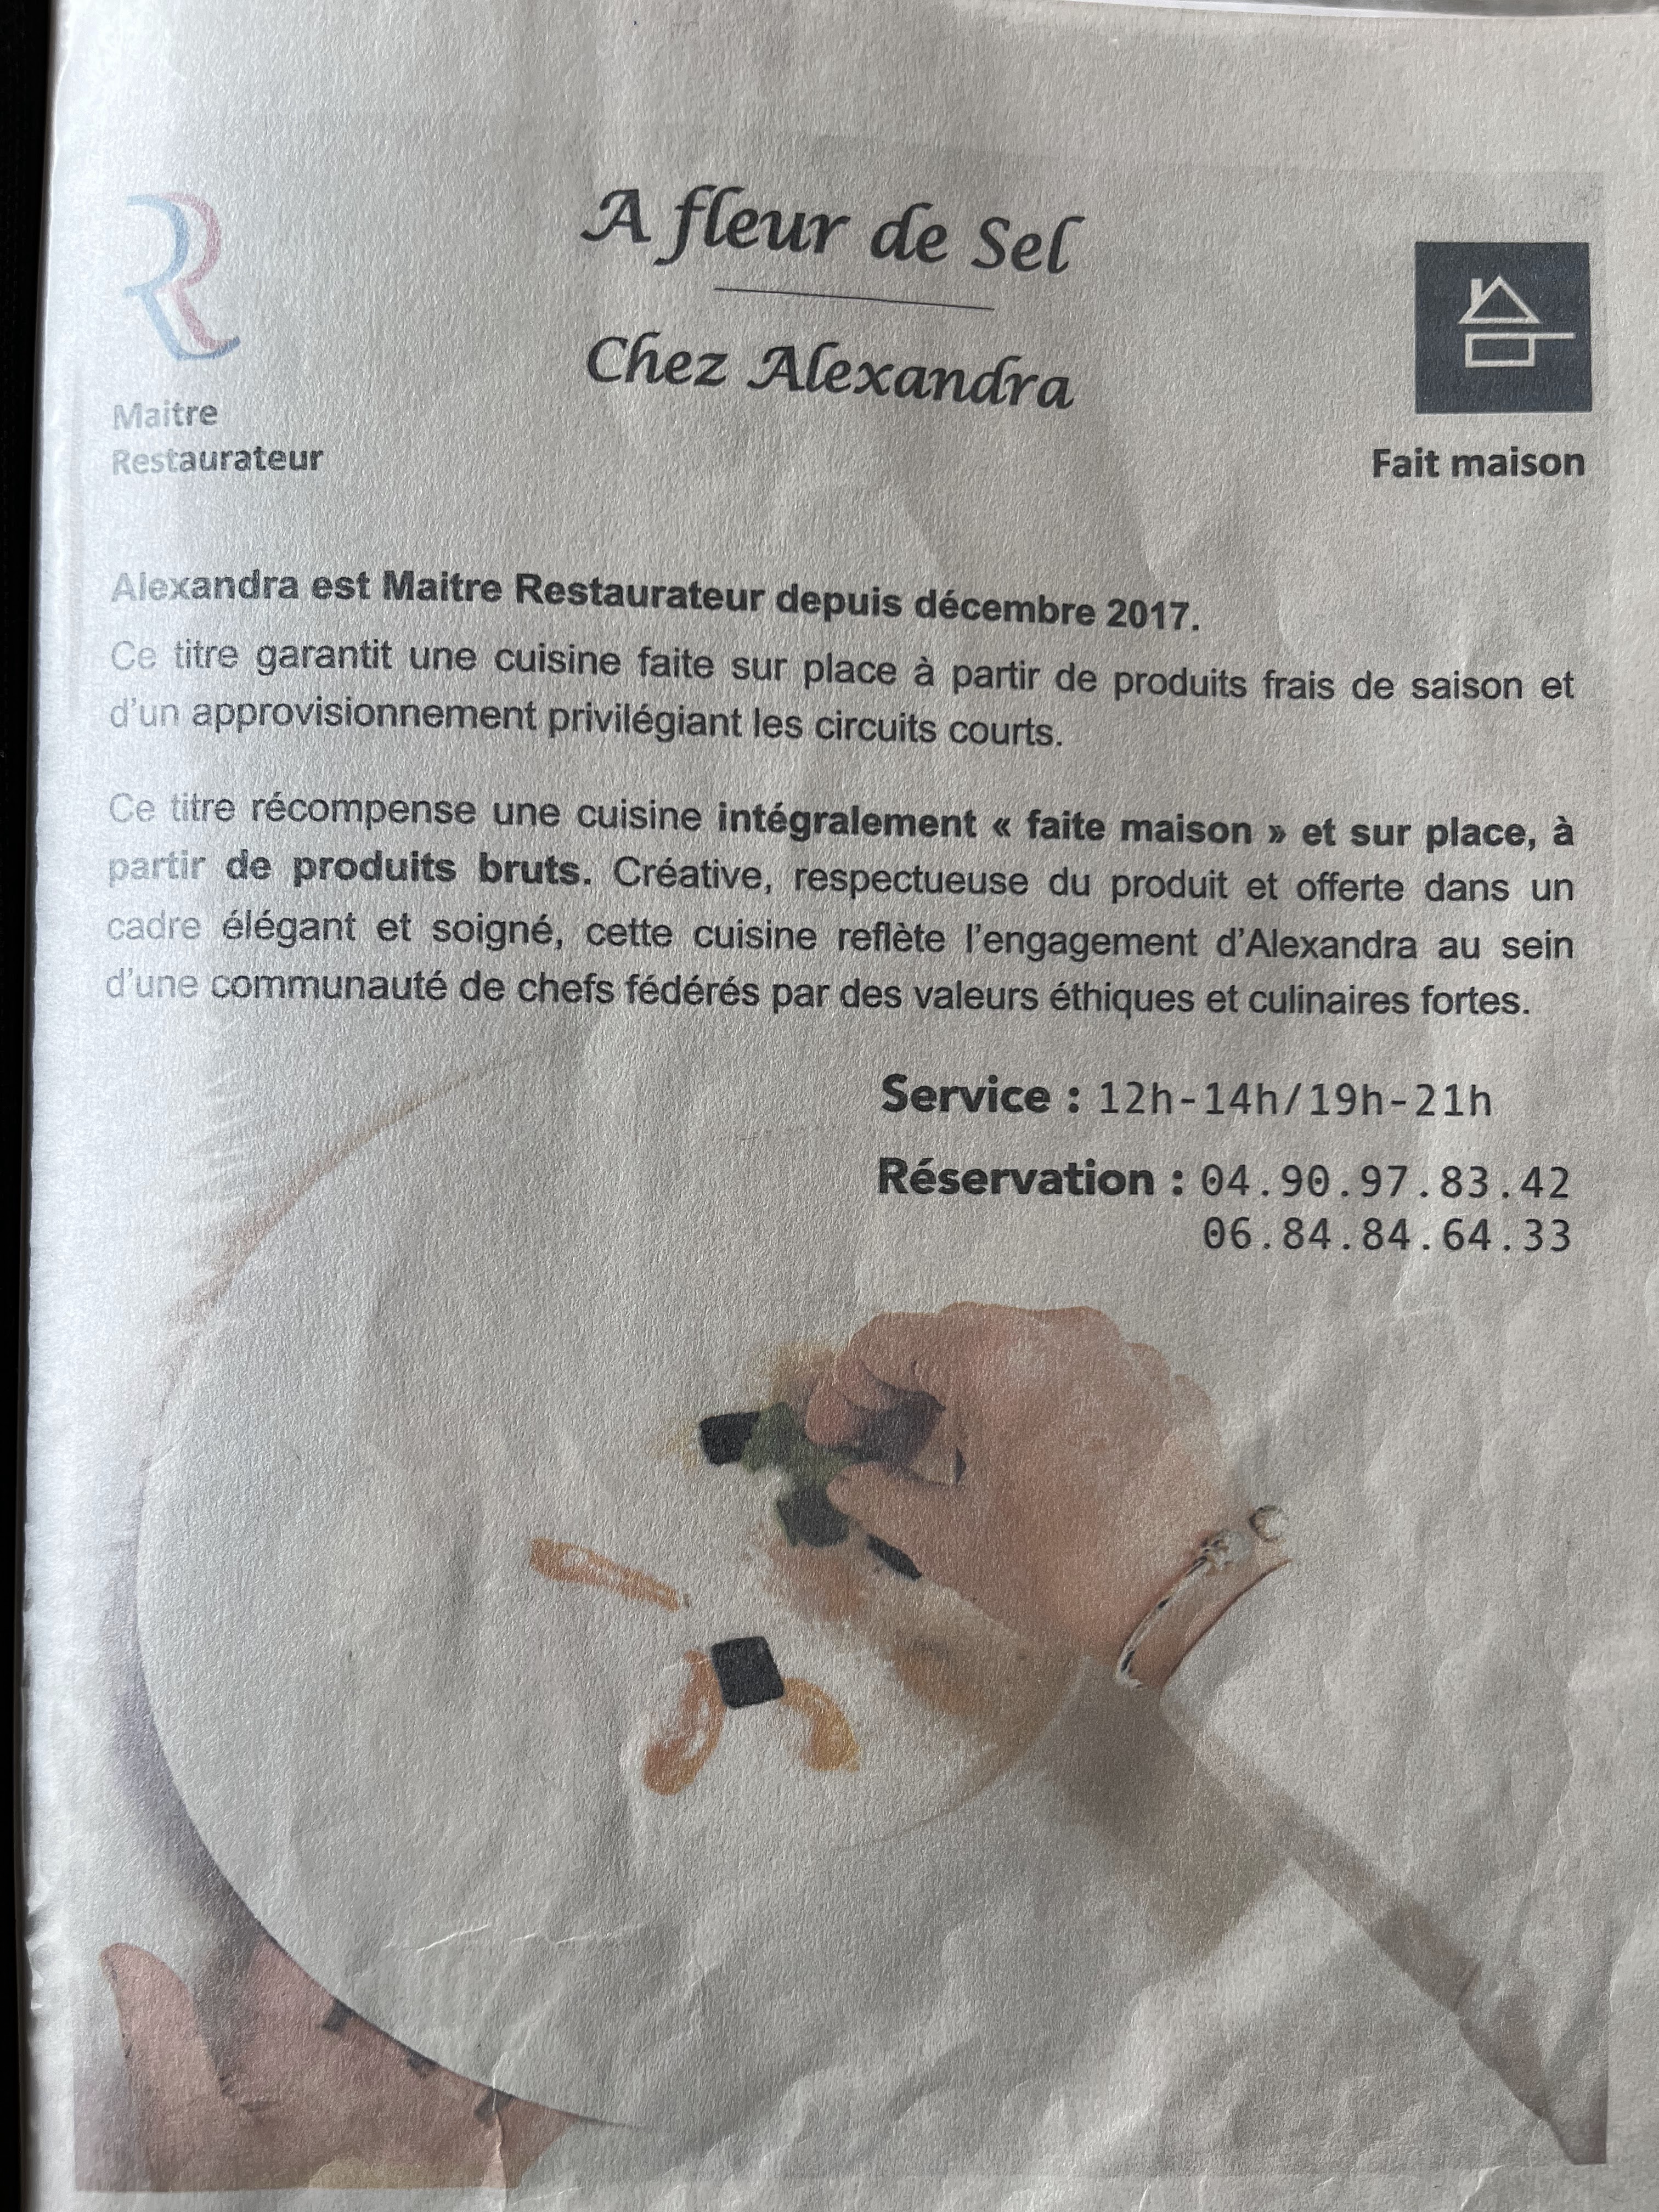 A fleur de Sel
Chez Alexandra
Maitre
Restaurateur
Fait maison
Alexandra est Maitre Restaurateur depuis décembre 2017.
Ce titre garantit une cuisine faite sur place à partir de produits frais de saison et
d'un approvisionnement privilégiant les circuits courts.
Ce titre récompense une cuisine intégralement « faite maison » et sur place, à
partir de produits bruts. Créative, respectueuse du produit et offerte dans un
cadre élégant et soigné, cette cuisine reflète l'engagement d'Alexandra au sein
d'une communauté de chefs fédérés par des valeurs éthiques et culinaires fortes.
Service : 12h-14h/19h-21h
Réservation : 04.90.97.83.42
06.84.84.64.33